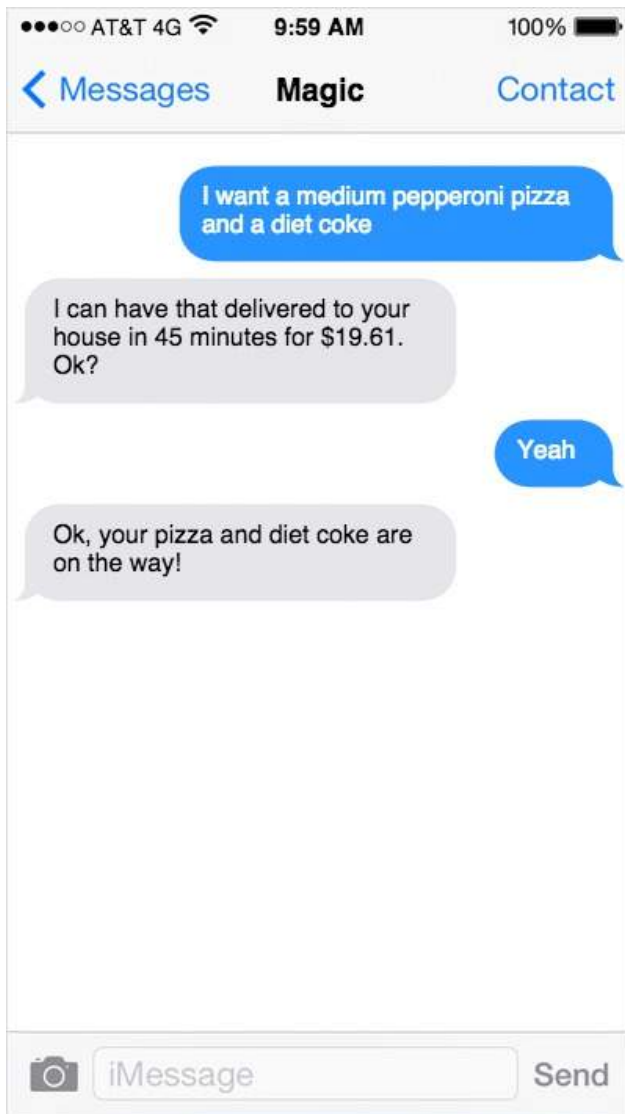 AT&T 4G 9:59 AM 100%
Messages Magic Contact
I want a medium pepperoni pizza
and a diet coke
I can have that delivered to your
house in 45 minutes for $19.61.
Ok?
Yeah
Ok, your pizza and diet coke are
on the way!
iMessage Send